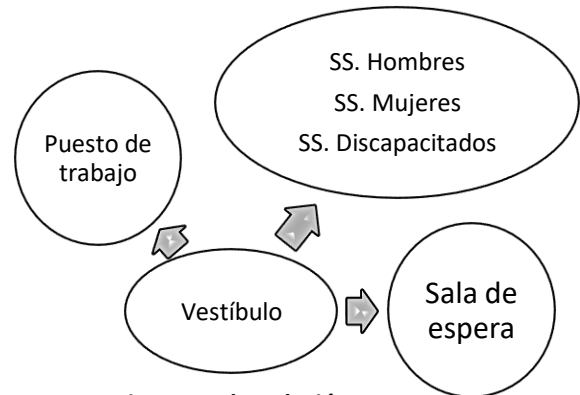 SS. Hombres
SS. Mujeres
SS. Discapacitados
Puesto de
trabajo
Vestíbulo
Sala de
espera